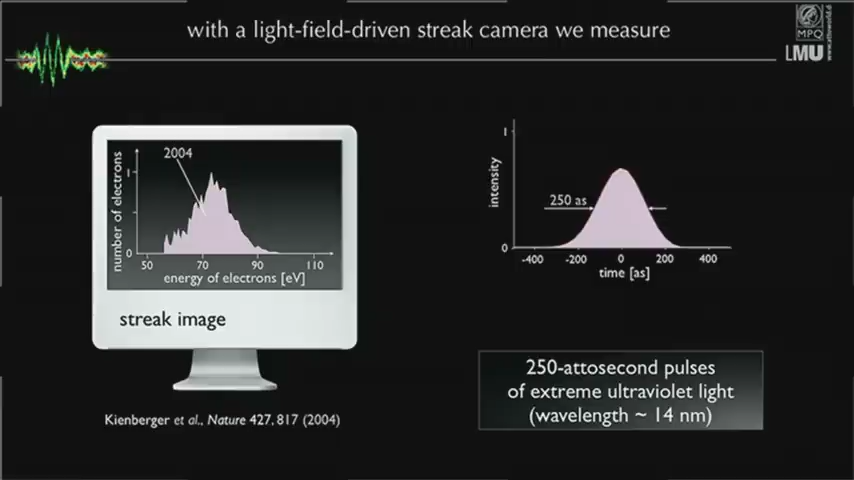 with a light-field-driven streak camera we measure
MPQ
LMU
2004
number of electrons
1
0
50 70 90 110
energy of electrons [eV]
streak image
Kienberger et al., Nature 427, 817 (2004)
intensity
1
250 as
0
-400 -200 0 200 400
time [as]
250-attosecond pulses
of extreme ultraviolet light
(wavelength ~ 14 nm)